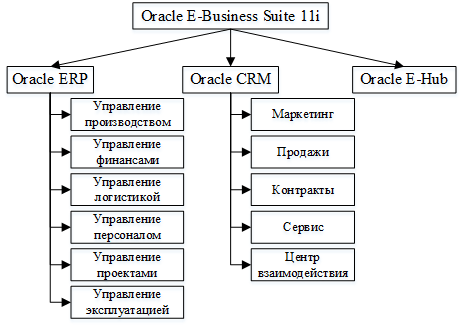 Oracle E-Business Suite 11i
Oracle ERP
Oracle CRM
Oracle E-Hub
Управление
производством
Управление
финансами
Управление
логистикой
Управление
персоналом
Управление
проектами
Управление
эксплуатацией
Маркетинг
Продажи
Контракты
Сервис
Центр
взаимодействия